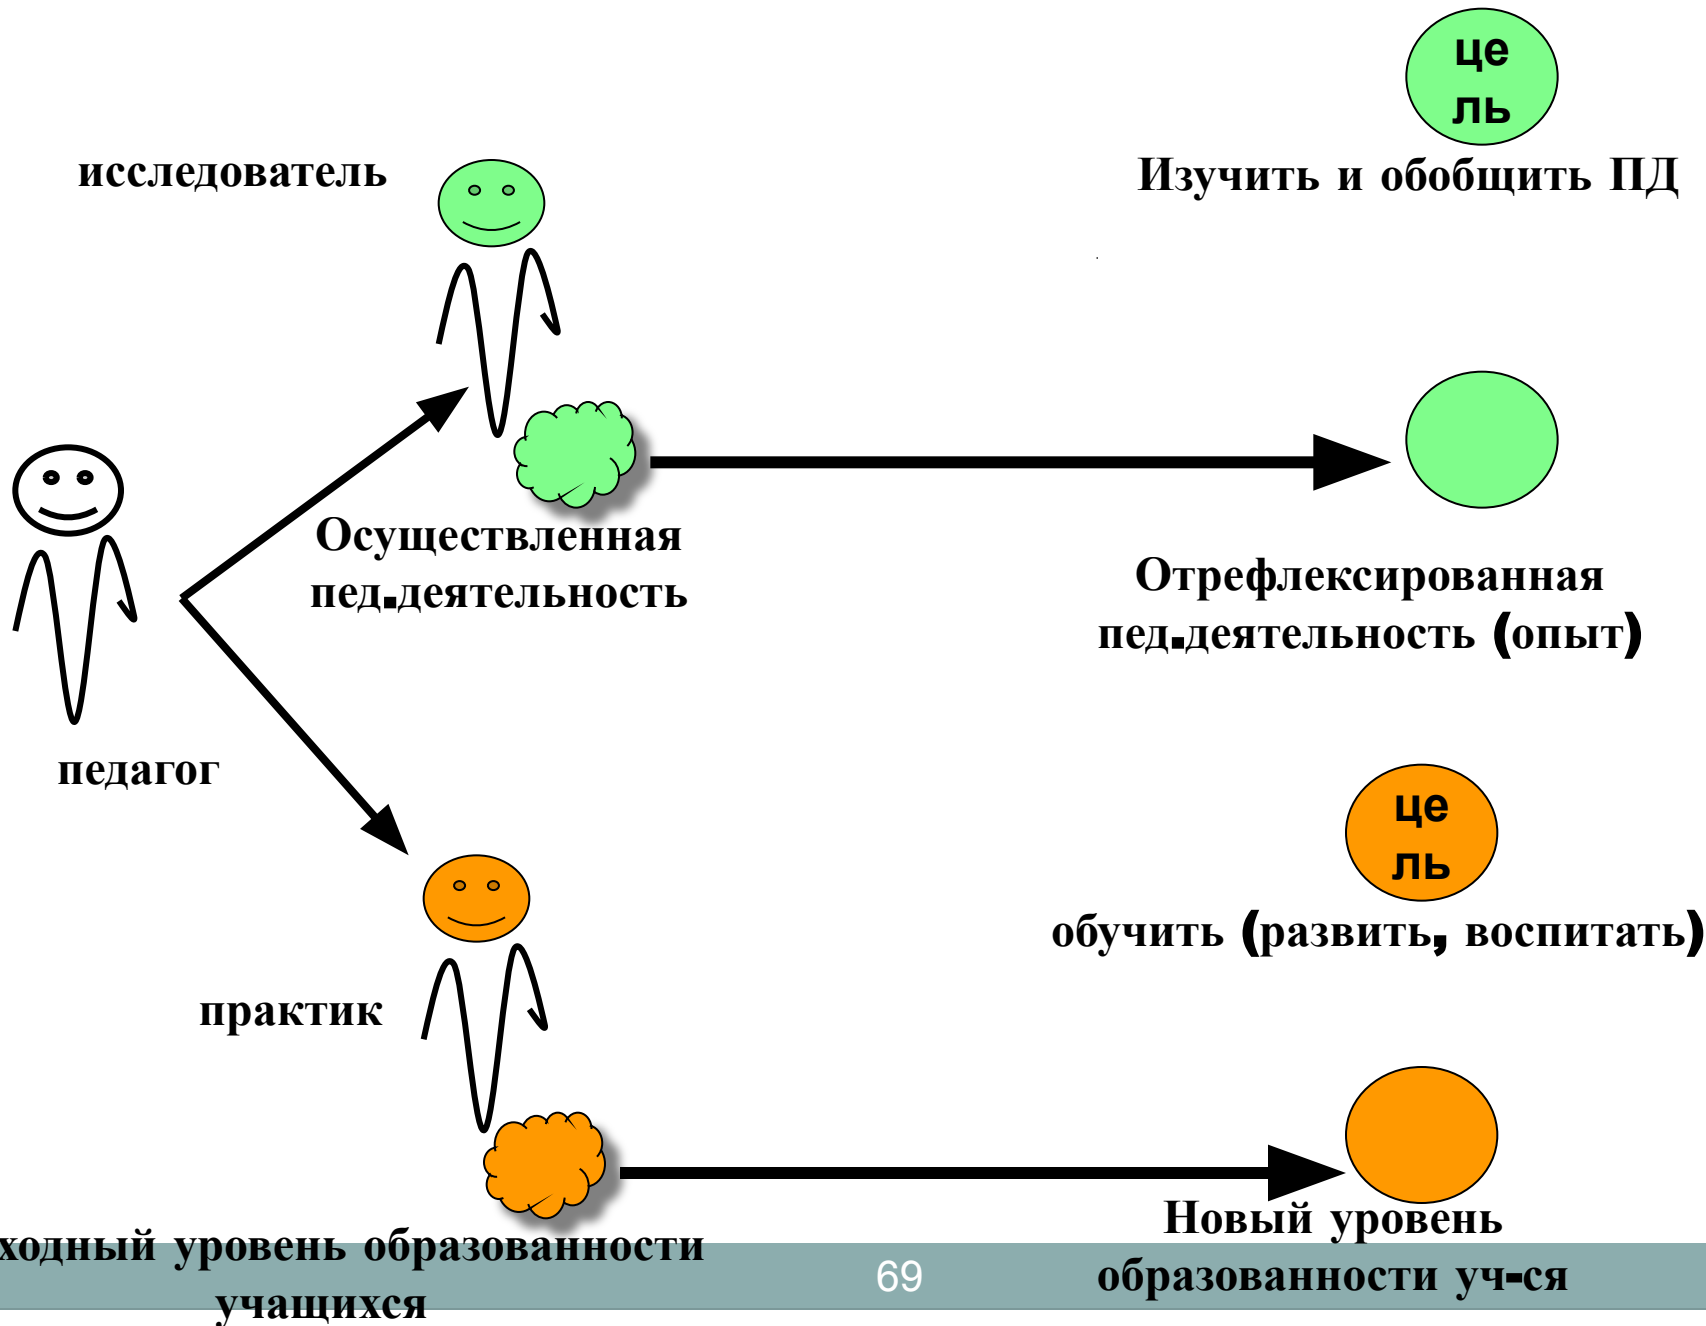 це
ль
Изучить и обобщить ПД
исследователь
Осуществленная
пед.деятельность
Отрефлексированная
пед.деятельность (опыт)
педагог
це
ль
обучить (развить, воспитать)
практик
ходный уровень образованности
учащихся
Новый уровень
образованности уч-ся
69